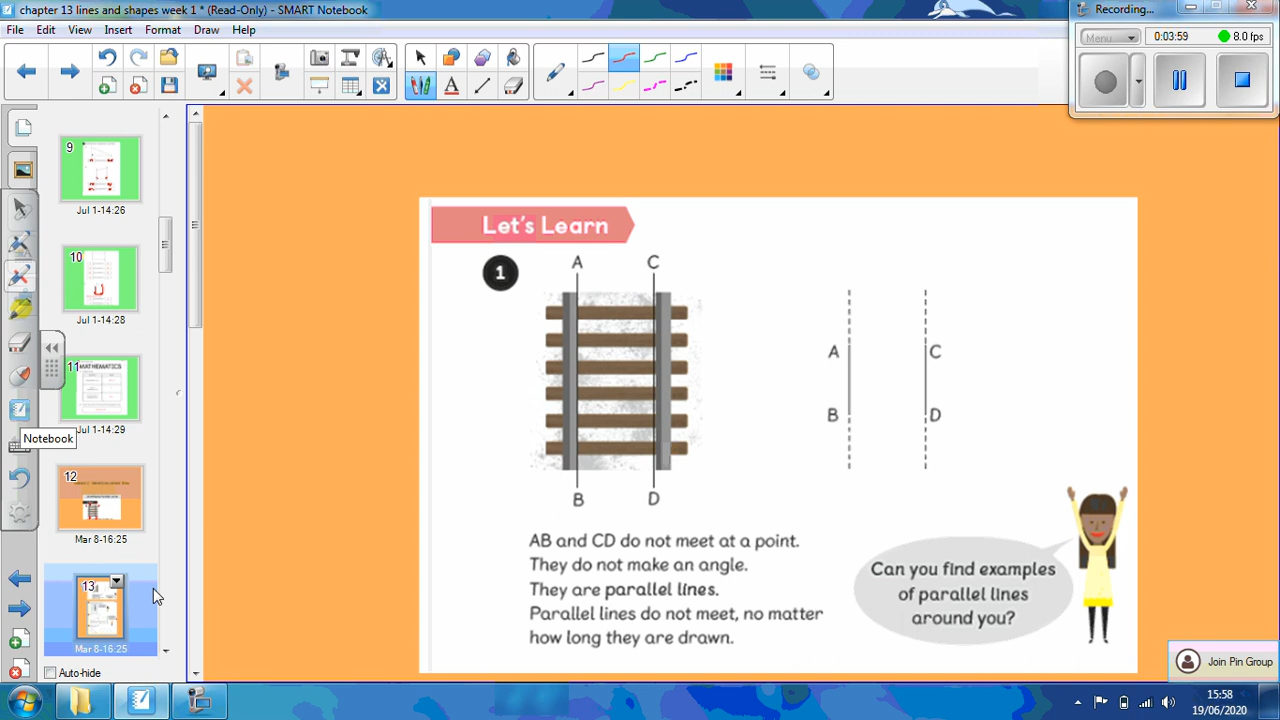 chapter 13 lines and shapes week 1 * (Read-Only) - SMART Notebook
Recording...
File Edit View Insert Format Draw Help
Menu
00:03:59
8.0 fps
9
Jul 1-14:26
10
Jul 1-14:28
11
MATHEMATICS
Jul 1-14:29
Notebook
12
Mar 8-16:25
13
Mar 8-16:25
Auto-hide
Let's Learn
1
A C
B D
A C
B D
AB and CD do not meet at a point.
They do not make an angle.
They are parallel lines.
Parallel lines do not meet, no matter
how long they are drawn.
Can you find examples
of parallel lines
around you?
Join Pin Group
15:58
19/06/2020